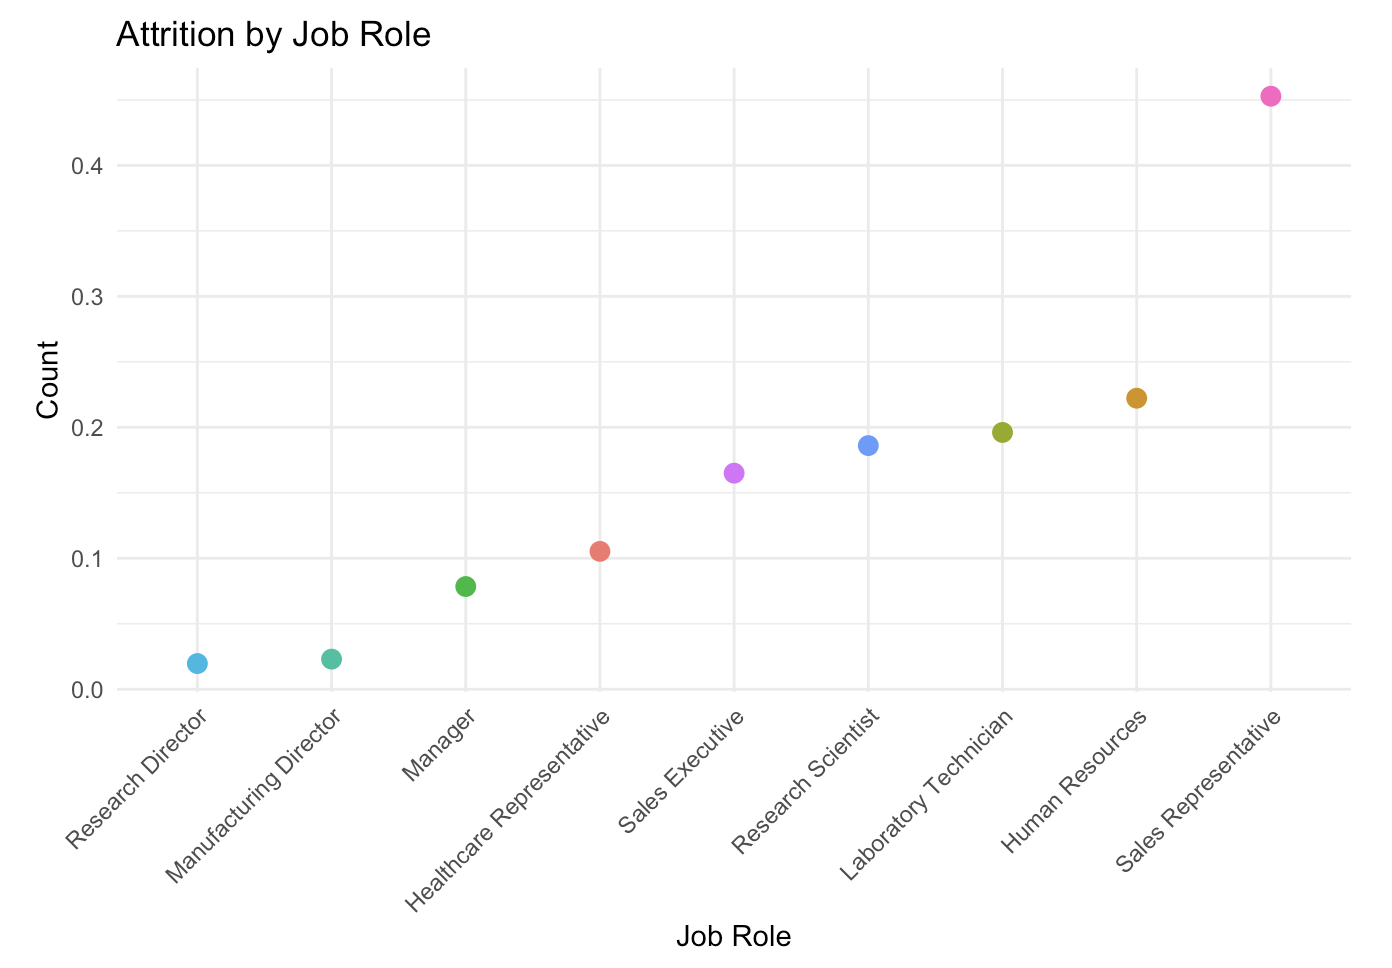 Attrition by Job Role
Count
0.4
0.3
0.2
0.1
0.0
Research Director
Manufacturing Director
Manager
Healthcare Representative
Sales Executive
Research Scientist
Laboratory Technician
Human Resources
Sales Representative
Job Role